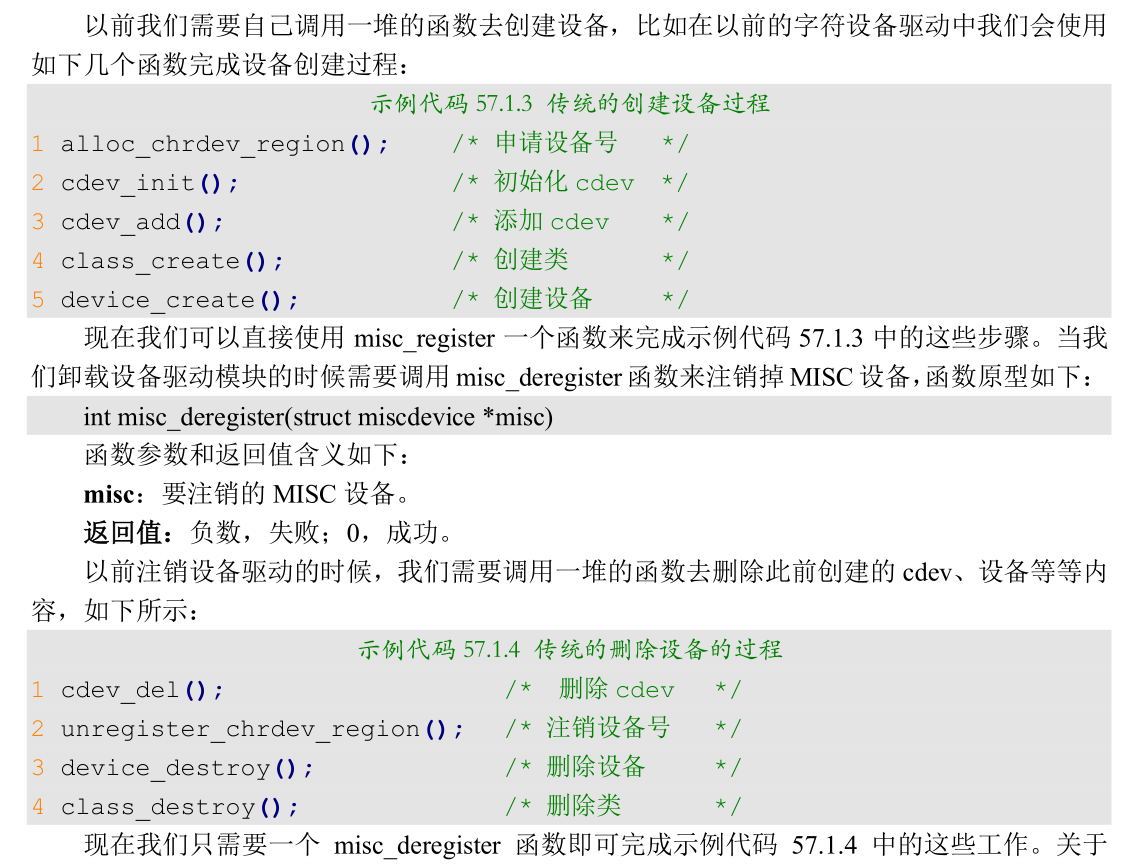 以前我们需要自己调用一堆的函数去创建设备，比如在以前的字符设备驱动中我们会使用
如下几个函数完成设备创建过程：
示例代码 57.1.3 传统的创建设备过程
1 alloc_chrdev_region(); /* 申请设备号 */
2 cdev_init(); /* 初始化 cdev */
3 cdev_add(); /* 添加 cdev */
4 class_create(); /* 创建类 */
5 device_create(); /* 创建设备 */
现在我们可以直接使用 misc_register 一个函数来完成示例代码 57.1.3 中的这些步骤。当我
们卸载设备驱动模块的时候需要调用 misc_deregister 函数来注销掉 MISC 设备，函数原型如下：
int misc_deregister(struct miscdevice *misc)
函数参数和返回值含义如下：
misc：要注销的 MISC 设备。
返回值：负数，失败；0，成功。
以前注销设备驱动的时候，我们需要调用一堆的函数去删除此前创建的 cdev、设备等等内
容，如下所示：
示例代码 57.1.4 传统的删除设备的过程
1 cdev_del(); /* 删除 cdev */
2 unregister_chrdev_region(); /* 注销设备号 */
3 device_destroy(); /* 删除设备 */
4 class_destroy(); /* 删除类 */
现在我们只需要一个 misc_deregister 函数即可完成示例代码 57.1.4 中的这些工作。关于